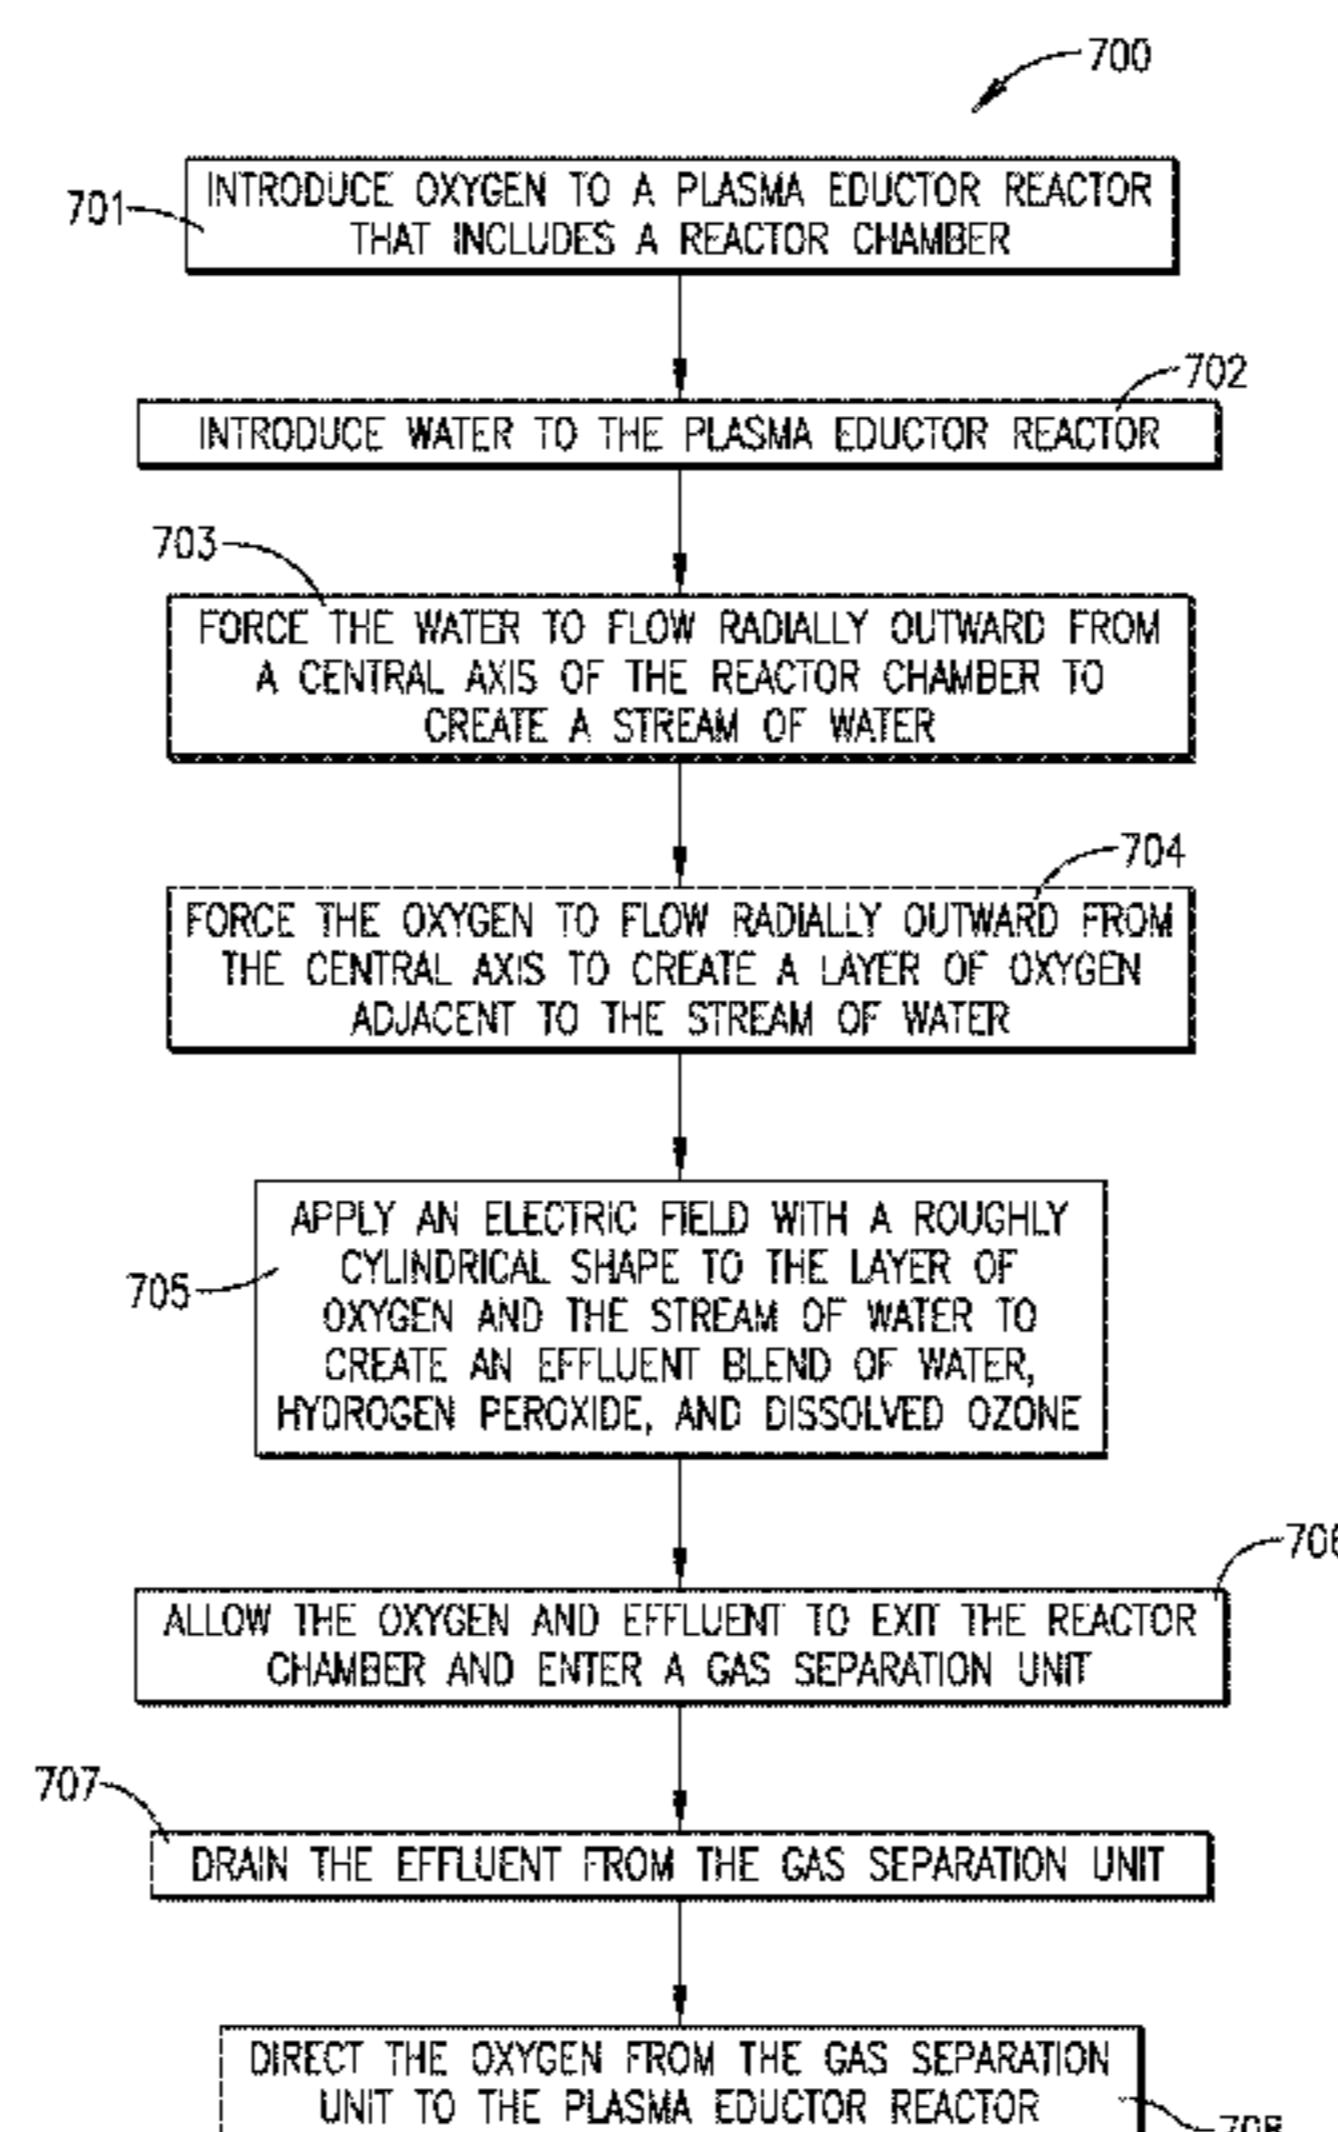 700
701
INTRODUCE OXYGEN TO A PLASMA EDUCTOR REACTOR
THAT INCLUDES A REACTOR CHAMBER
702
INTRODUCE WATER TO THE PLASMA EDUCTOR REACTOR
703
FORCE THE WATER TO FLOW RADIALLY OUTWARD FROM
A CENTRAL AXIS OF THE REACTOR CHAMBER TO
CREATE A STREAM OF WATER
704
FORCE THE OXYGEN TO FLOW RADIALLY OUTWARD FROM
THE CENTRAL AXIS TO CREATE A LAYER OF OXYGEN
ADJACENT TO THE STREAM OF WATER
705
APPLY AN ELECTRIC FIELD WITH A ROUGHLY
CYLINDRICAL SHAPE TO THE LAYER OF
OXYGEN AND THE STREAM OF WATER TO
CREATE AN EFFLUENT BLEND OF WATER,
HYDROGEN PEROXIDE, AND DISSOLVED OZONE
706
ALLOW THE OXYGEN AND EFFLUENT TO EXIT THE REACTOR
CHAMBER AND ENTER A GAS SEPARATION UNIT
707
DRAIN THE EFFLUENT FROM THE GAS SEPARATION UNIT
DIRECT THE OXYGEN FROM THE GAS SEPARATION
UNIT TO THE PLASMA EDUCTOR REACTOR
708